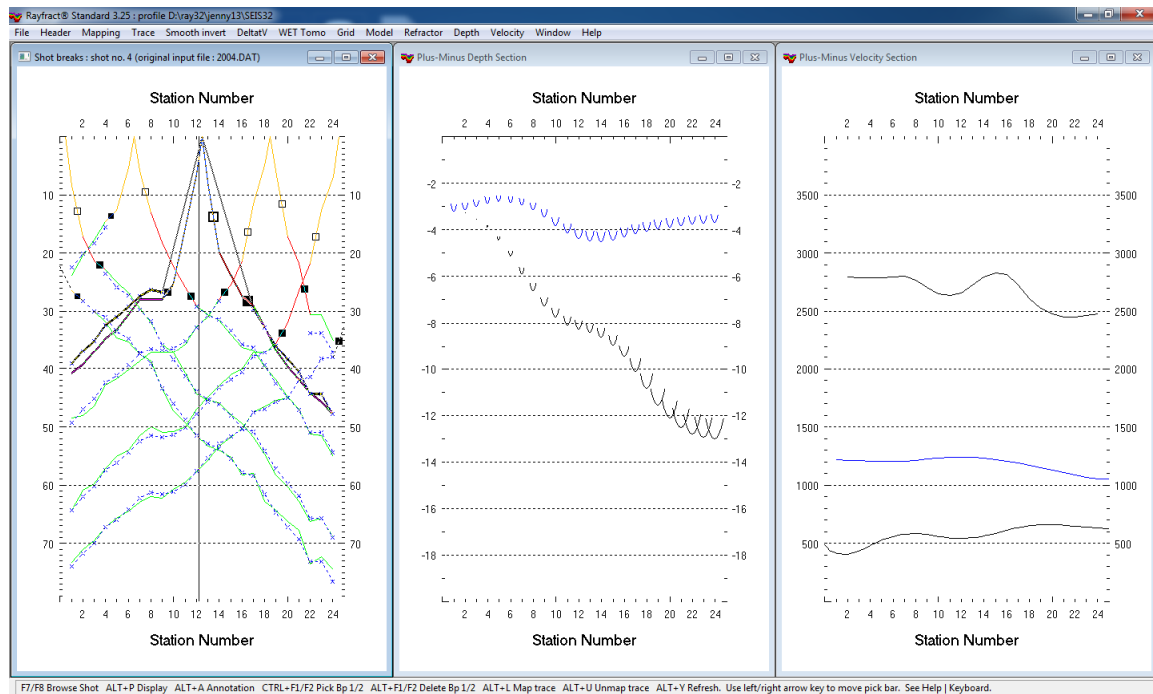 Rayfract® Standard 3.25 : profile D:\ray32\jenny13\SEIS32
File Header Mapping Trace Smooth invert DeltatV WET Tomo Grid Model Refractor Depth Velocity Window Help
Shot breaks : shot no. 4 (original input file : 2004.DAT)
Station Number
2 4 6 8 10 12 14 16 18 20 22 24
10 10
20 20
30 30
40 40
50 50
60 60
70 70
2 4 6 8 10 12 14 16 18 20 22 24
Station Number
Plus-Minus Depth Section
Station Number
2 4 6 8 10 12 14 16 18 20 22 24
-2 -2
-4 -4
-6 -6
-8 -8
-10 -10
-12 -12
-14 -14
-16 -16
-18 -18
2 4 6 8 10 12 14 16 18 20 22 24
Station Number
Plus-Minus Velocity Section
Station Number
2 4 6 8 10 12 14 16 18 20 22 24
3500 3500
3000 3000
2500 2500
2000 2000
1500 1500
1000 1000
500 500
2 4 6 8 10 12 14 16 18 20 22 24
Station Number
F7/F8 Browse Shot ALT+P Display ALT+A Annotation CTRL+F1/F2 Pick Bp 1/2 ALT+F1/F2 Delete Bp 1/2 ALT+L Map trace ALT+U Unmap trace ALT+Y Refresh. Use left/right arrow key to move pick bar. See Help | Keyboard.